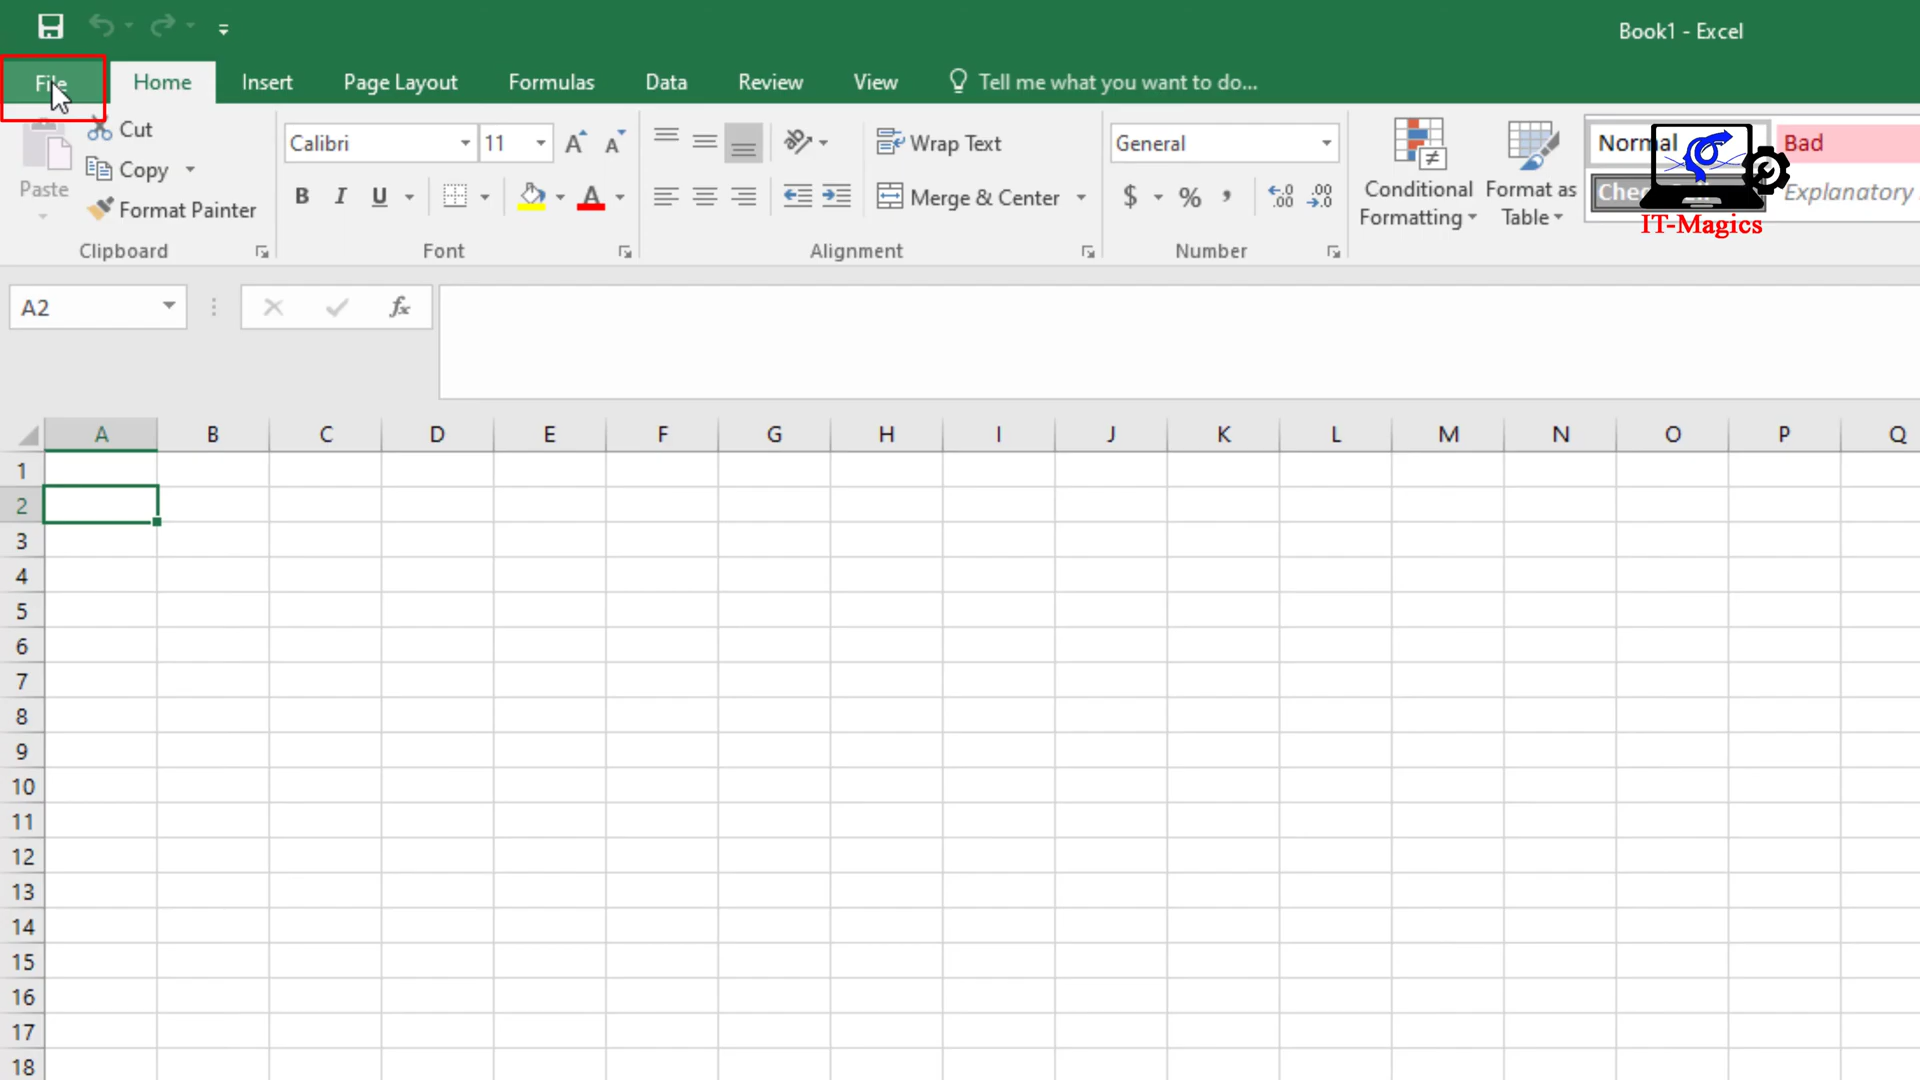 Book1 - Excel
File Home Insert Page Layout Formulas Data Review View Tell me what you want to do...
Cut
Copy
Paste
Format Painter
Clipboard
Calibri 11
B I U A
Font
Wrap Text
Merge & Center
Alignment
General
$ % ,
Number
Conditional Formatting
Format as Table
Normal Bad
Explanatory
IT-Magics
A2 fx
A B C D E F G H I J K L M N O P Q
1
2
3
4
5
6
7
8
9
10
11
12
13
14
15
16
17
18